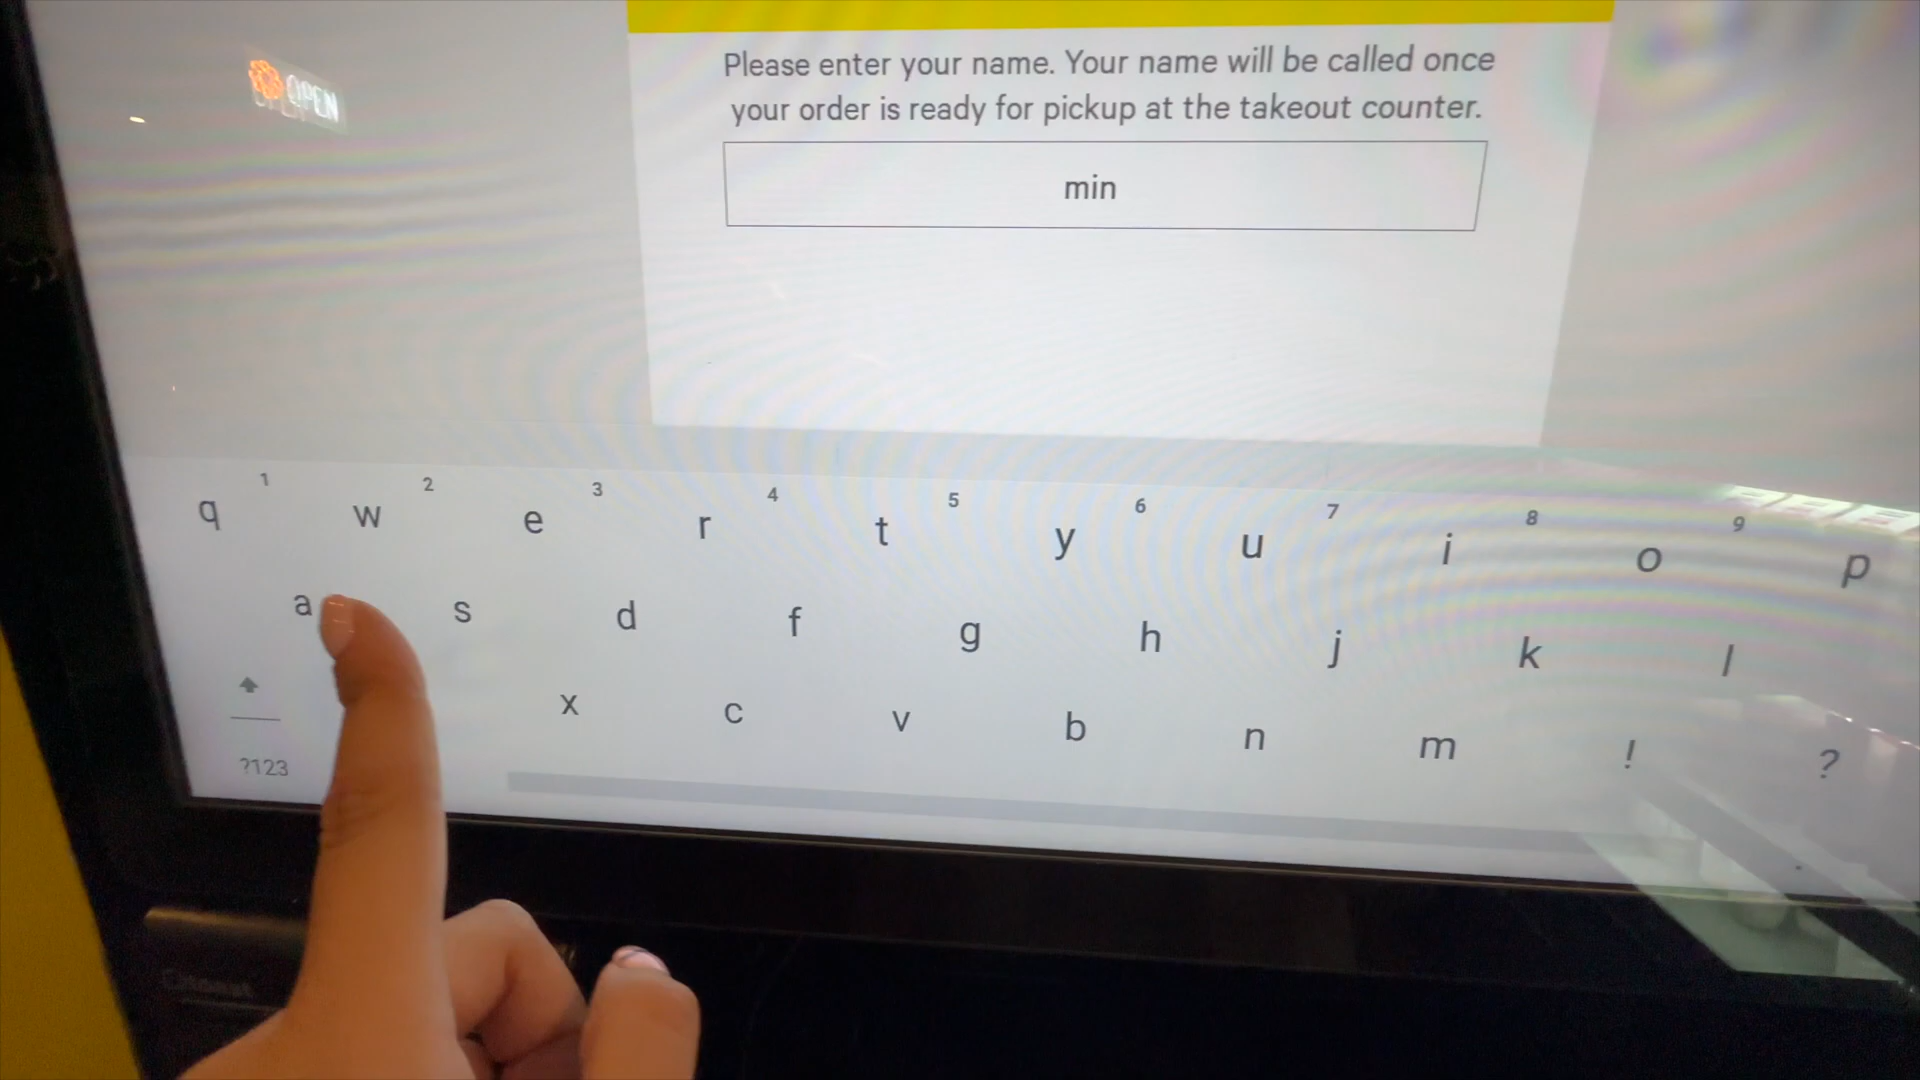 OPEN
Please enter your name. Your name will be called once
your order is ready for pickup at the takeout counter.
min
1 2 3 4 5 6 7 8 9
q w e r t y u i o p
a s d f g h j k l
x c v b n m ! ?
?123